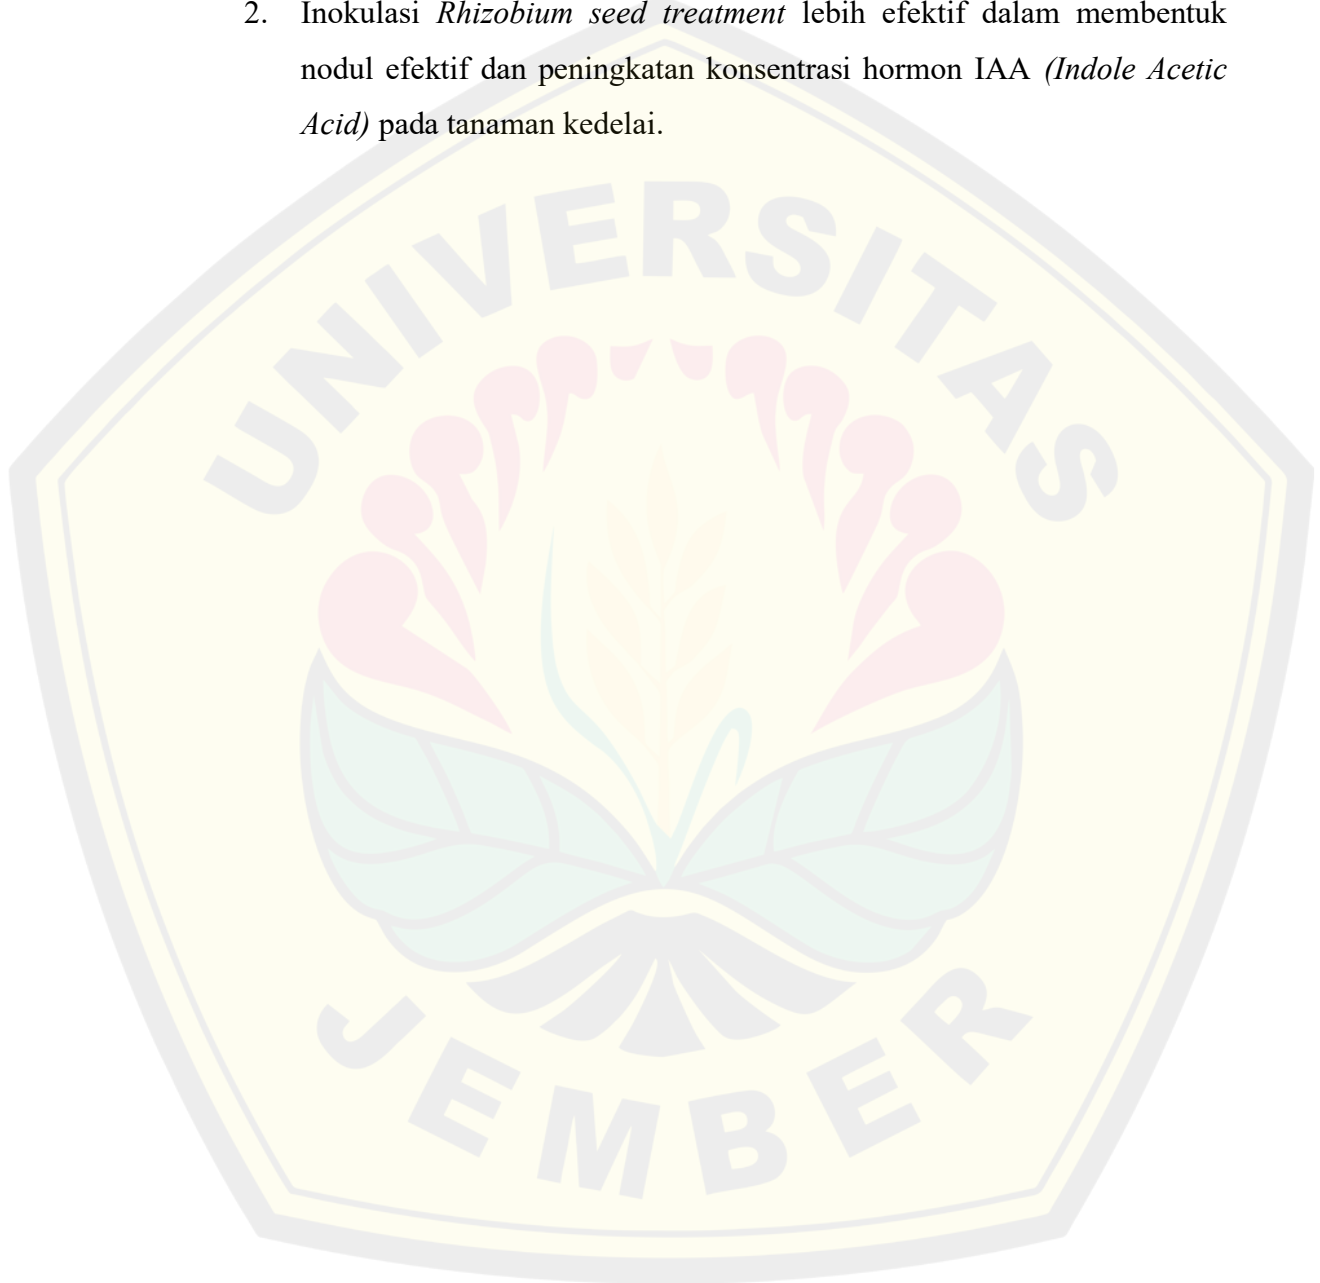 2. Inokulasi Rhizobium seed treatment lebih efektif dalam membentuk
nodul efektif dan peningkatan konsentrasi hormon IAA (Indole Acetic
Acid) pada tanaman kedelai.
UNIVERSITAS
JEMBER